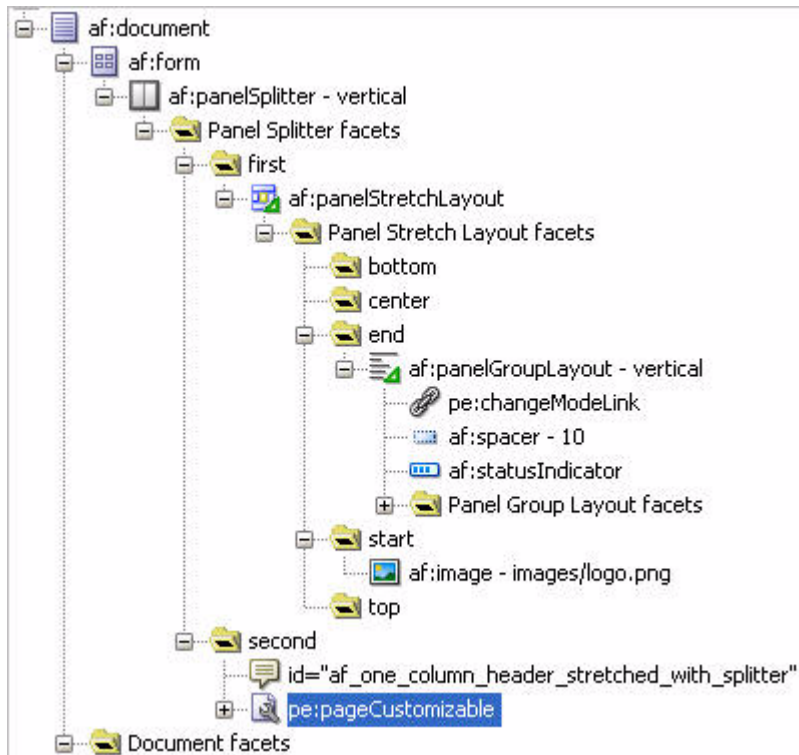 af:document
af:form
af:panelSplitter - vertical
Panel Splitter facets
first
af:panelStretchLayout
Panel Stretch Layout facets
bottom
center
end
af:panelGroupLayout - vertical
pe:changeModeLink
af:spacer - 10
af:statusIndicator
Panel Group Layout facets
start
af:image - images/logo.png
top
second
id="af_one_column_header_stretched_with_splitter"
pe:pageCustomizable
Document facets